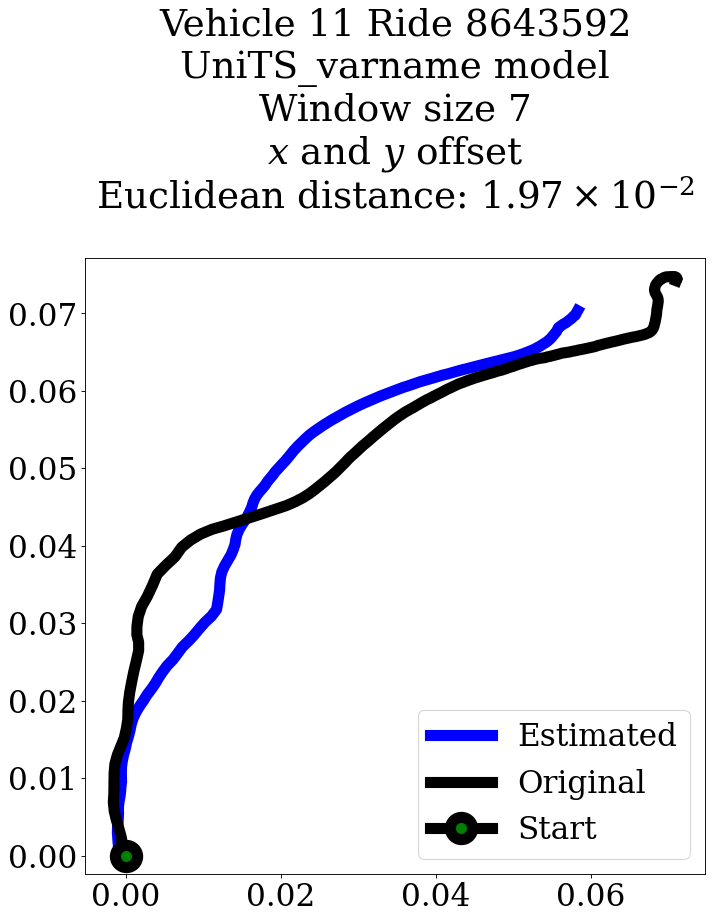 Vehicle 11 Ride 8643592
UniTS_varname model
Window size 7
x and y offset
Euclidean distance: 1.97 × 10⁻²
0.07
0.06
0.05
0.04
0.03
0.02
0.01
0.00
Estimated
Original
Start
0.00 0.02 0.04 0.06